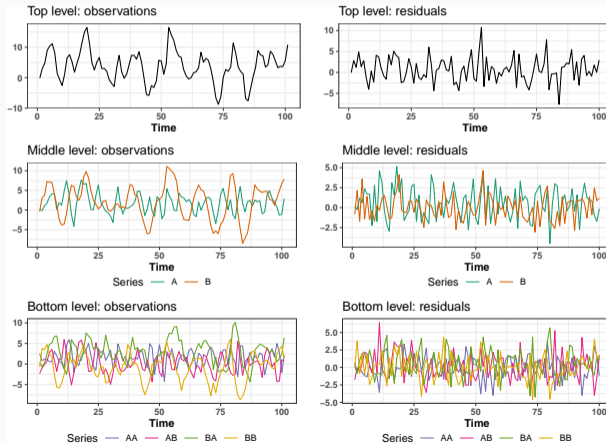 Top level: observations
10
0
−10
0 25 50 75 100
Time
Top level: residuals
10
5
0
−5
0 25 50 75 100
Time
Middle level: observations
10
5
0
−5
0 25 50 75 100
Time
Series A B
Middle level: residuals
5.0
2.5
0.0
−2.5
0 25 50 75 100
Time
Series A B
Bottom level: observations
10
5
0
−5
0 25 50 75 100
Time
Series AA AB BA BB
Bottom level: residuals
5.0
2.5
0.0
−2.5
−5.0
0 25 50 75 100
Time
Series AA AB BA BB